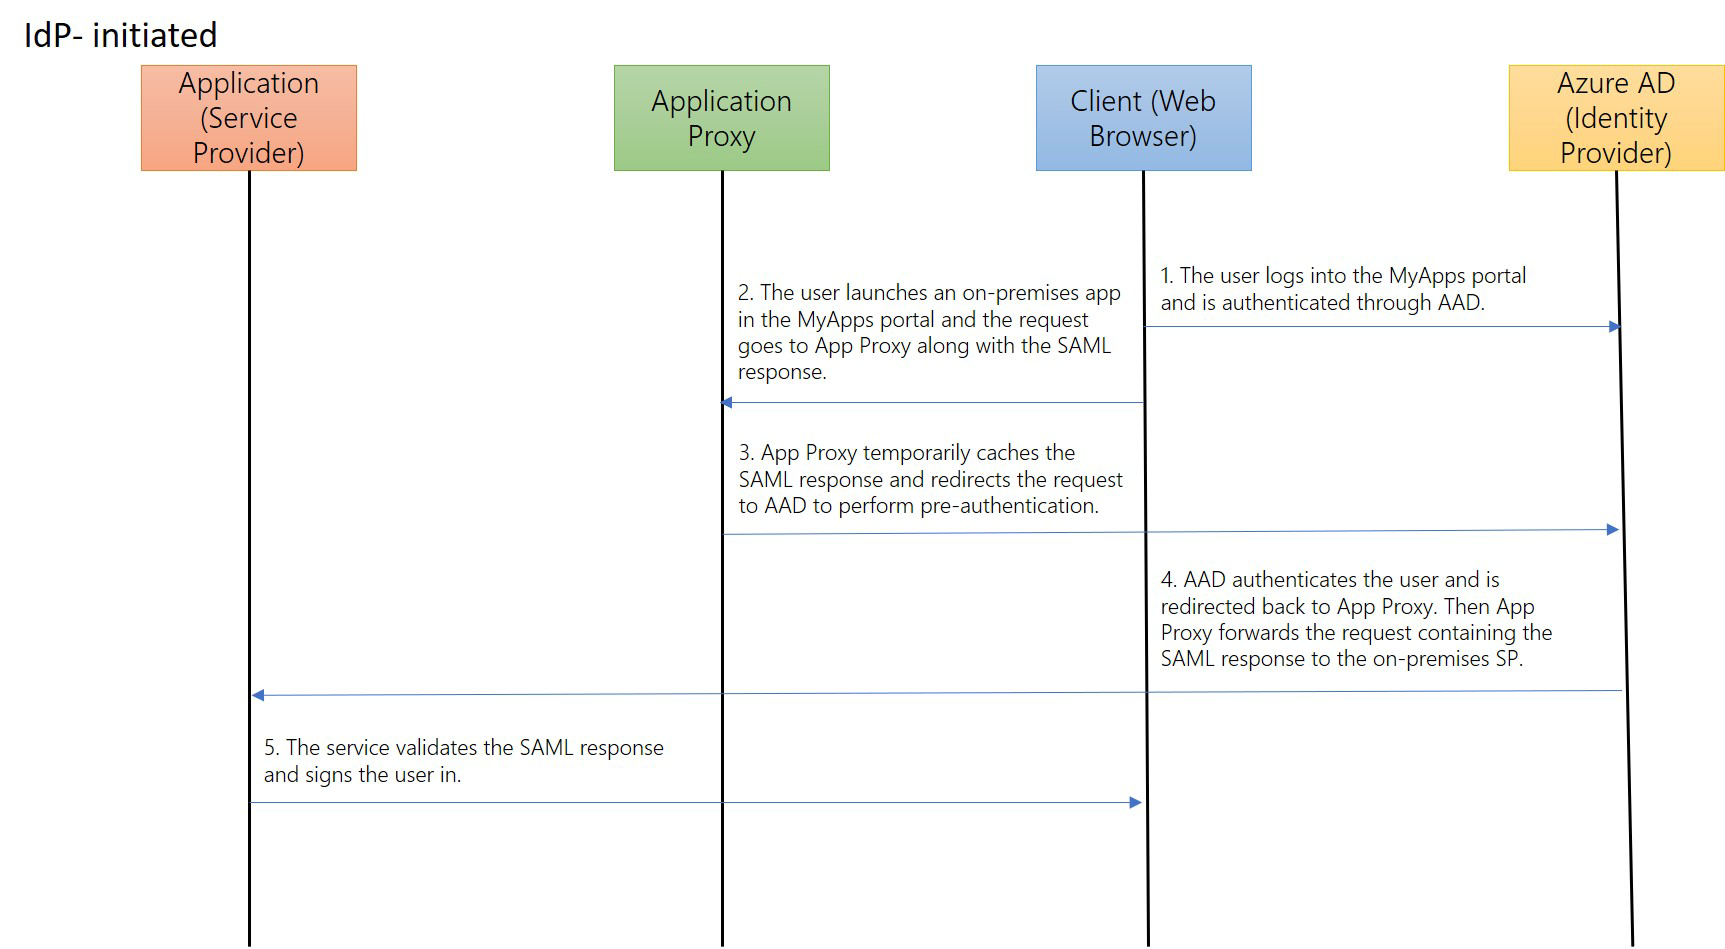 IdP- initiated
Application
(Service
Provider)
Application
Proxy
Client (Web
Browser)
Azure AD
(Identity
Provider)
1. The user logs into the MyApps portal
and is authenticated through AAD.
2. The user launches an on-premises app
in the MyApps portal and the request
goes to App Proxy along with the SAML
response.
3. App Proxy temporarily caches the
SAML response and redirects the request
to AAD to perform pre-authentication.
4. AAD authenticates the user and is
redirected back to App Proxy. Then App
Proxy forwards the request containing the
SAML response to the on-premises SP.
5. The service validates the SAML response
and signs the user in.